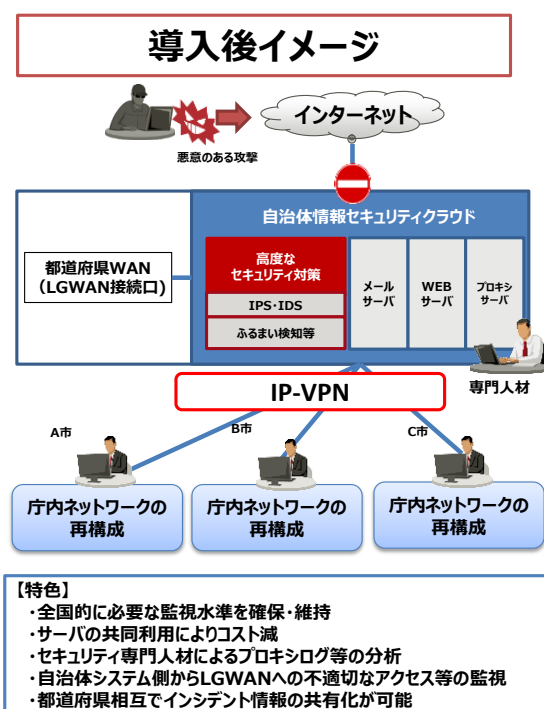 導入後イメージ
インターネット
悪意のある攻撃
自治体情報セキュリティクラウド
都道府県WAN
（LGWAN接続口)
高度な
セキュリティ対策
IPS・IDS
ふるまい検知等
メール
サーバ
WEB
サーバ
プロキシ
サーバ
専門人材
IP-VPN
A市
B市
C市
庁内ネットワークの
再構成
庁内ネットワークの
再構成
庁内ネットワークの
再構成
【特色】
・全国的に必要な監視水準を確保・維持
・サーバの共同利用によりコスト減
・セキュリティ専門人材によるプロキシログ等の分析
・自治体システム側からLGWANへの不適切なアクセス等の監視
・都道府県相互でインシデント情報の共有化が可能